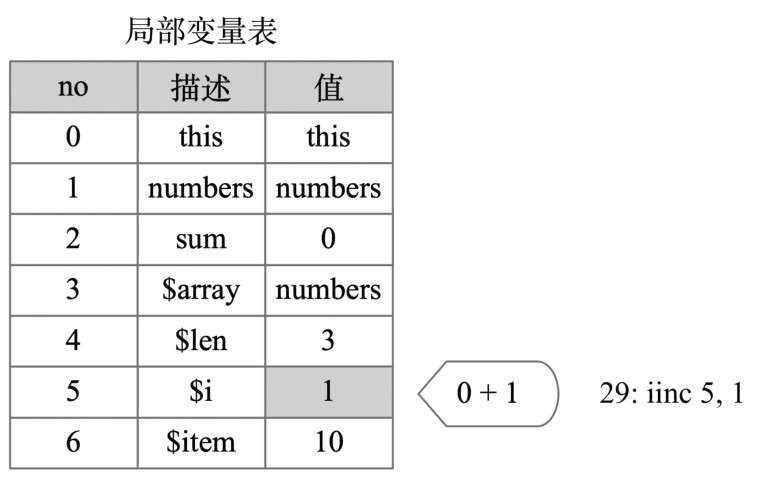 局部变量表
no 描述 值
0 this this
1 numbers numbers
2 sum 0
3 $array numbers
4 $len 3
5 $i 1 0 + 1 29: iinc 5, 1
6 $item 10